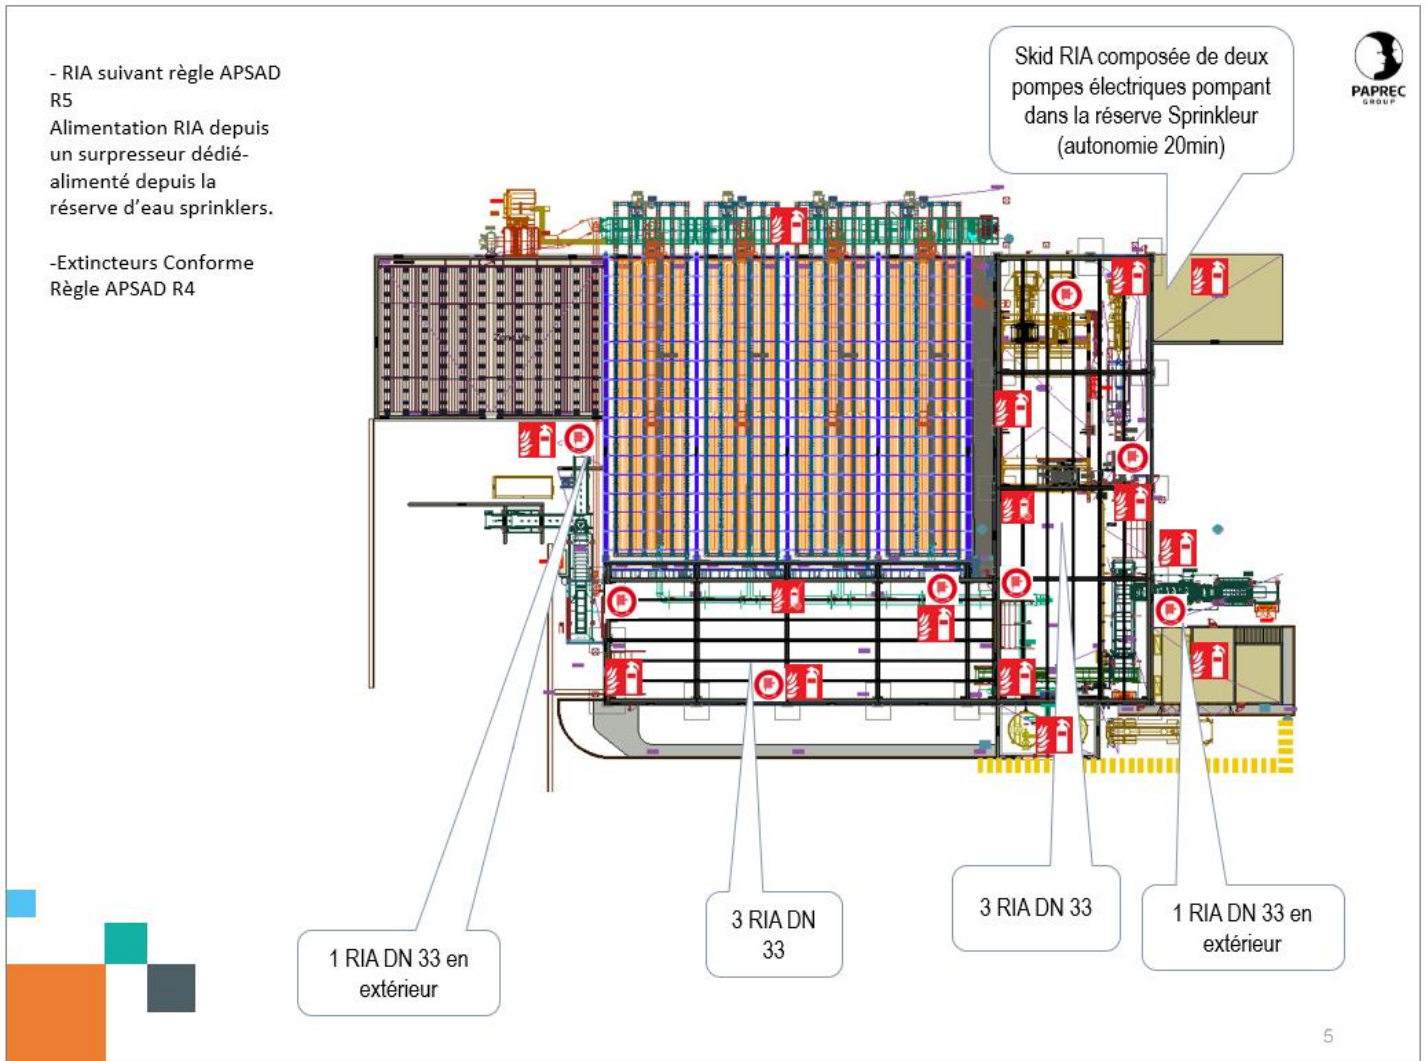 - RIA suivant règle APSAD
R5
Alimentation RIA depuis
un surpresseur dédié-
alimenté depuis la
réserve d'eau sprinklers.
-Extincteurs Conforme
Règle APSAD R4
Skid RIA composée de deux
pompes électriques pompant
dans la réserve Sprinkleur
(autonomie 20min)
PAPREC
GROUP
1 RIA DN 33 en
extérieur
3 RIA DN
33
3 RIA DN 33
1 RIA DN 33 en
extérieur
5